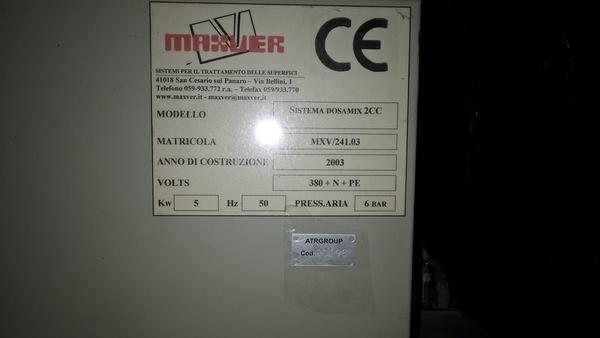 MAXVER
CE
SISTEMI PER IL TRATTAMENTO DELLE SUPERFICI
41018 San Cesario sul Panaro – Via Bellini, 1
Telefono 059-933.772 r.a. – Telefax 059/933.770
www.maxver.it - maxver@maxver.it
MODELLO SISTEMA DOSAMIX 2CC
MATRICOLA MXV/241.03
ANNO DI COSTRUZIONE 2003
VOLTS 380 + N + PE
Kw 5 Hz 50 PRESS.ARIA 6 BAR
ATRGROUP
Cod.